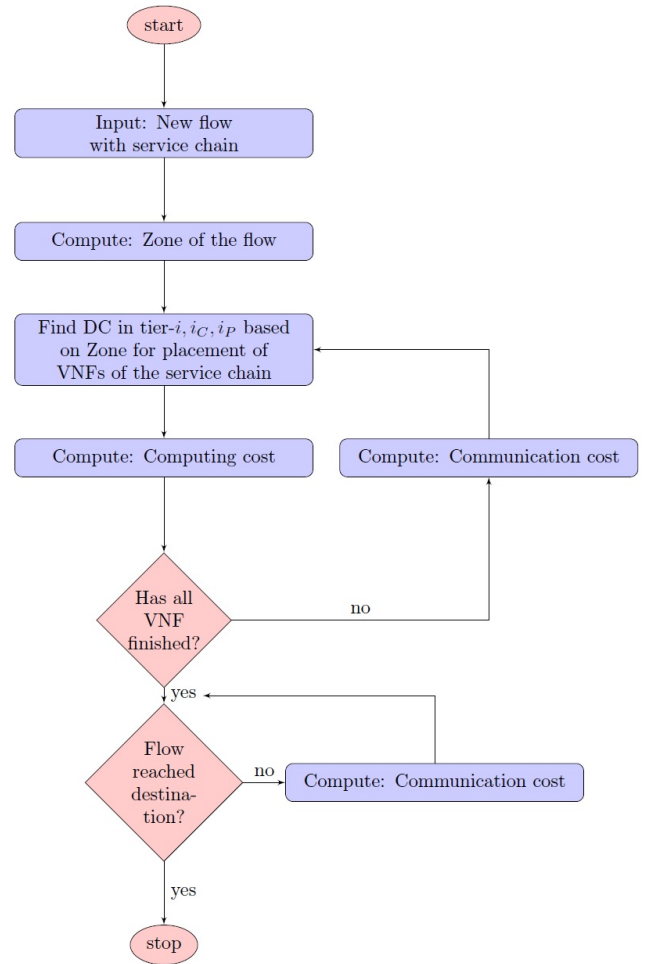 start
Input: New flow
with service chain
Compute: Zone of the flow
Find DC in tier-i, i_C, i_P based
on Zone for placement of
VNFs of the service chain
Compute: Computing cost
Compute: Communication cost
Has all
VNF
finished?
no
yes
Flow
reached
destina-
tion?
no
Compute: Communication cost
yes
stop